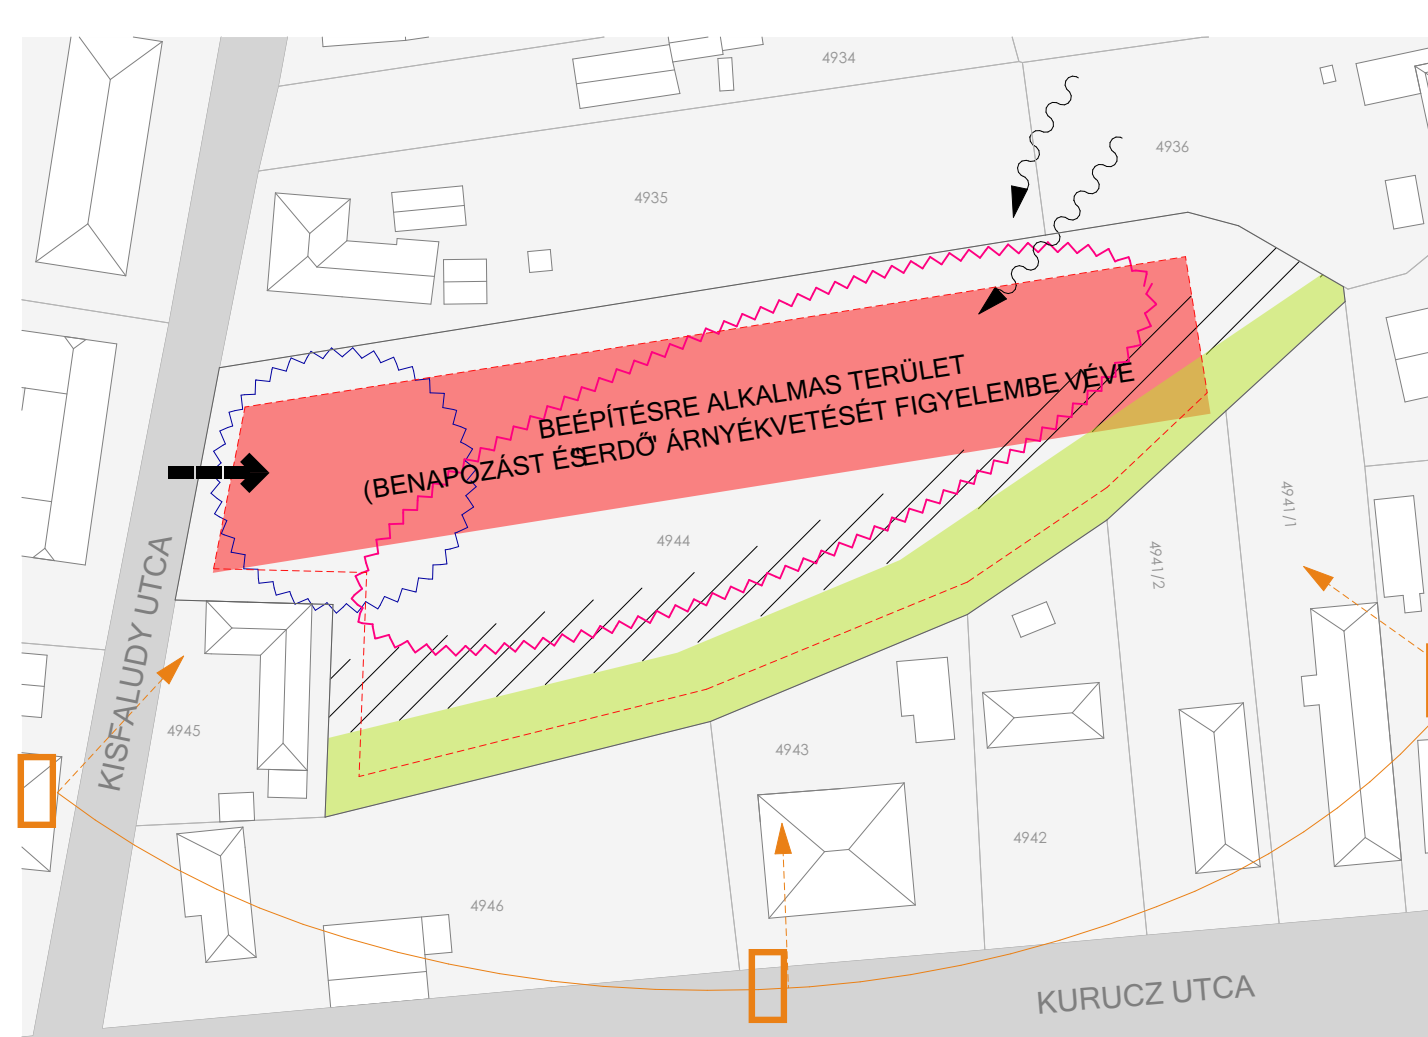 4934
4936
4935
BEÉPÍTÉSRE ALKALMAS TERÜLET
(BENAPOZÁST ÉS "ERDŐ" ÁRNYÉKVETÉSÉT FIGYELEMBE VÉVE)
4944
4941/1
4941/2
KISFALUDY UTCA
4945
4943
4942
4946
KURUCZ UTCA